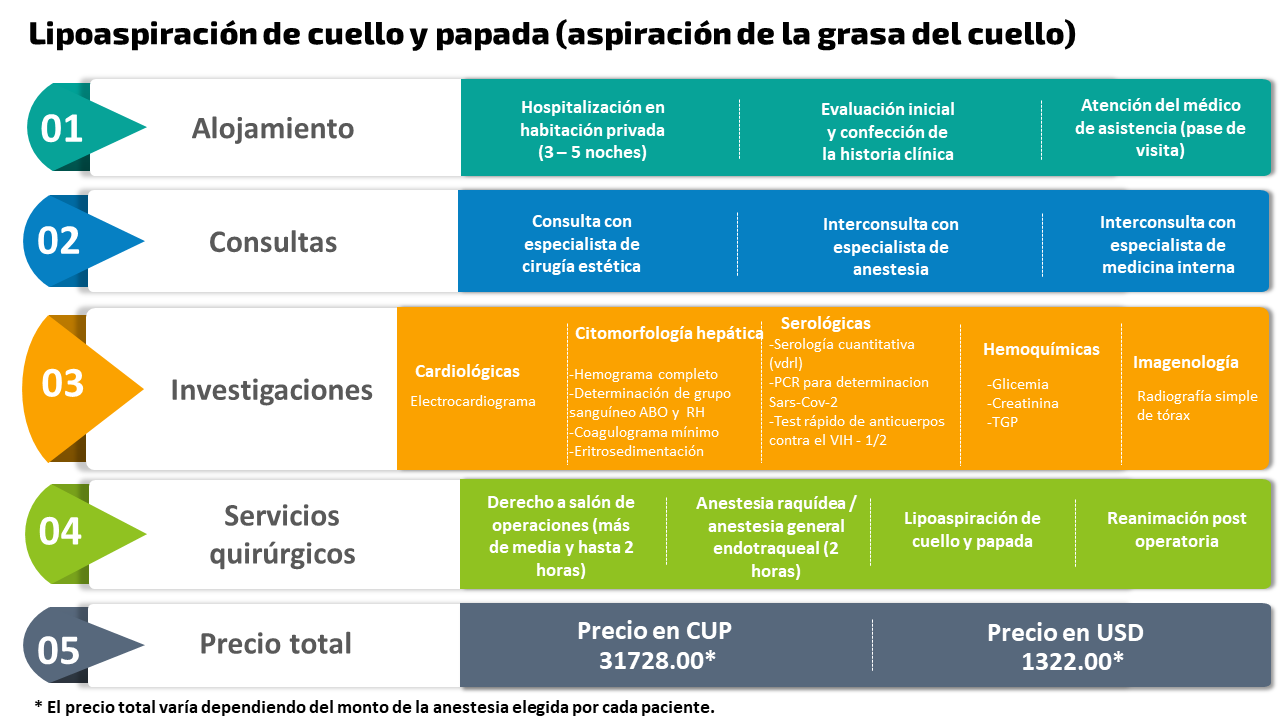 Lipoaspiración de cuello y papada (aspiración de la grasa del cuello)
01
Alojamiento
Hospitalización en
habitación privada
(3 – 5 noches)
Evaluación inicial
y confección de
la historia clínica
Atención del médico
de asistencia (pase de
visita)
02
Consultas
Consulta con
especialista de
cirugía estética
Interconsulta con
especialista de
anestesia
Interconsulta con
especialista de
medicina interna
03
Investigaciones
Cardiológicas
Electrocardiograma
Citomorfología hepática
-Hemograma completo
-Determinación de grupo
sanguíneo ABO y RH
-Coagulograma mínimo
-Eritrosedimentación
Serológicas
-Serología cuantitativa
(vdrl)
-PCR para determinacion
Sars-Cov-2
-Test rápido de anticuerpos
contra el VIH - 1/2
Hemoquímicas
-Glicemia
-Creatinina
-TGP
Imagenología
Radiografía simple
de tórax
04
Servicios
quirúrgicos
Derecho a salón de
operaciones (más
de media y hasta 2
horas)
Anestesia raquídea /
anestesia general
endotraqueal (2
horas)
Lipoaspiración de
cuello y papada
Reanimación post
operatoria
05
Precio total
Precio en CUP
31728.00*
Precio en USD
1322.00*
* El precio total varía dependiendo del monto de la anestesia elegida por cada paciente.